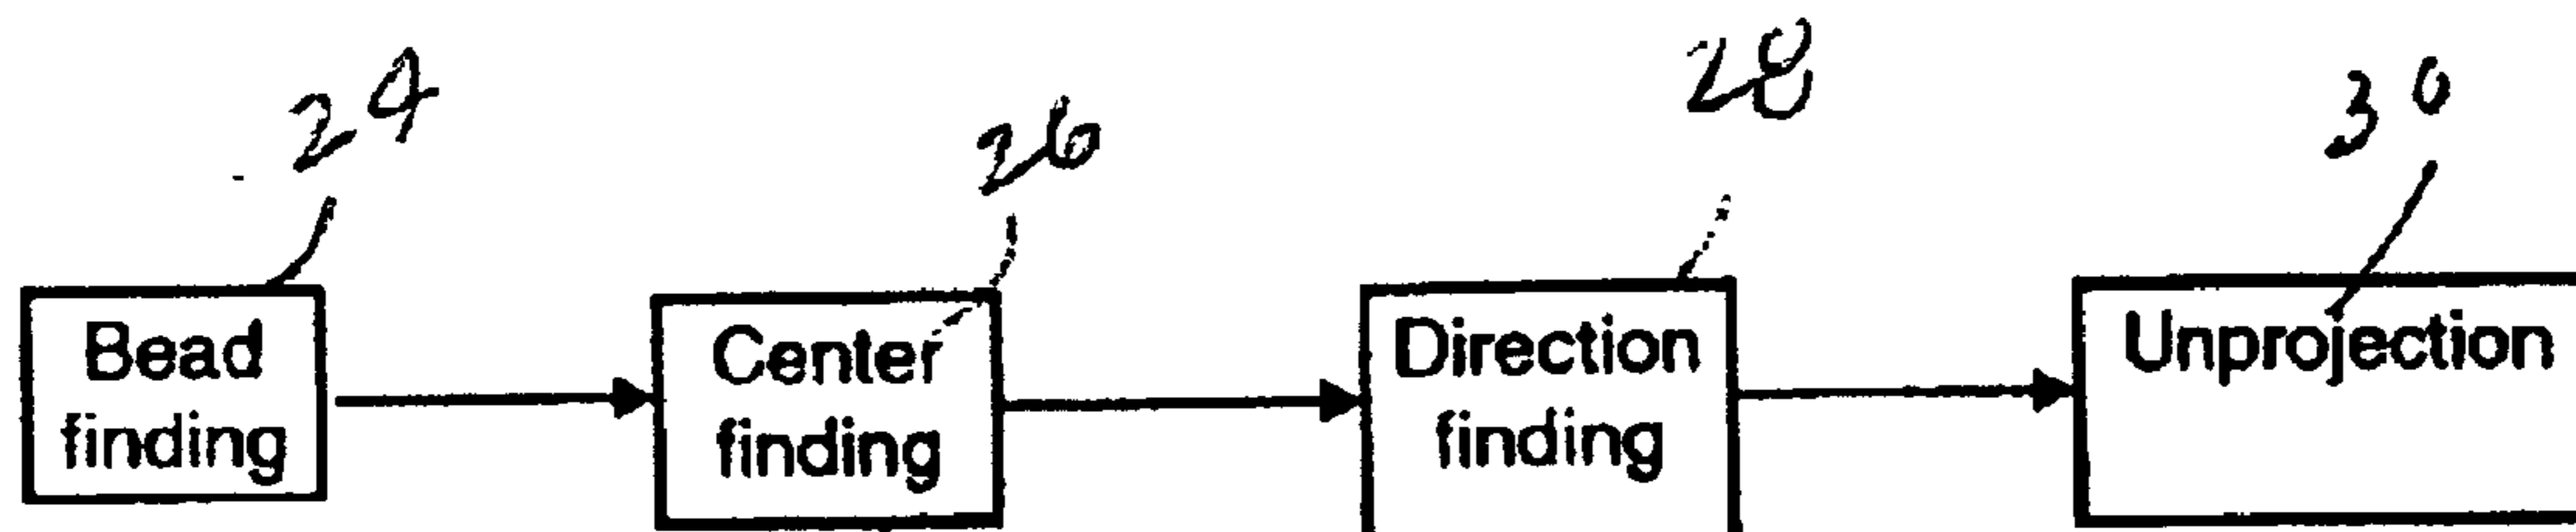 24
26
28
30
Bead
finding
Center
finding
Direction
finding
Unprojection